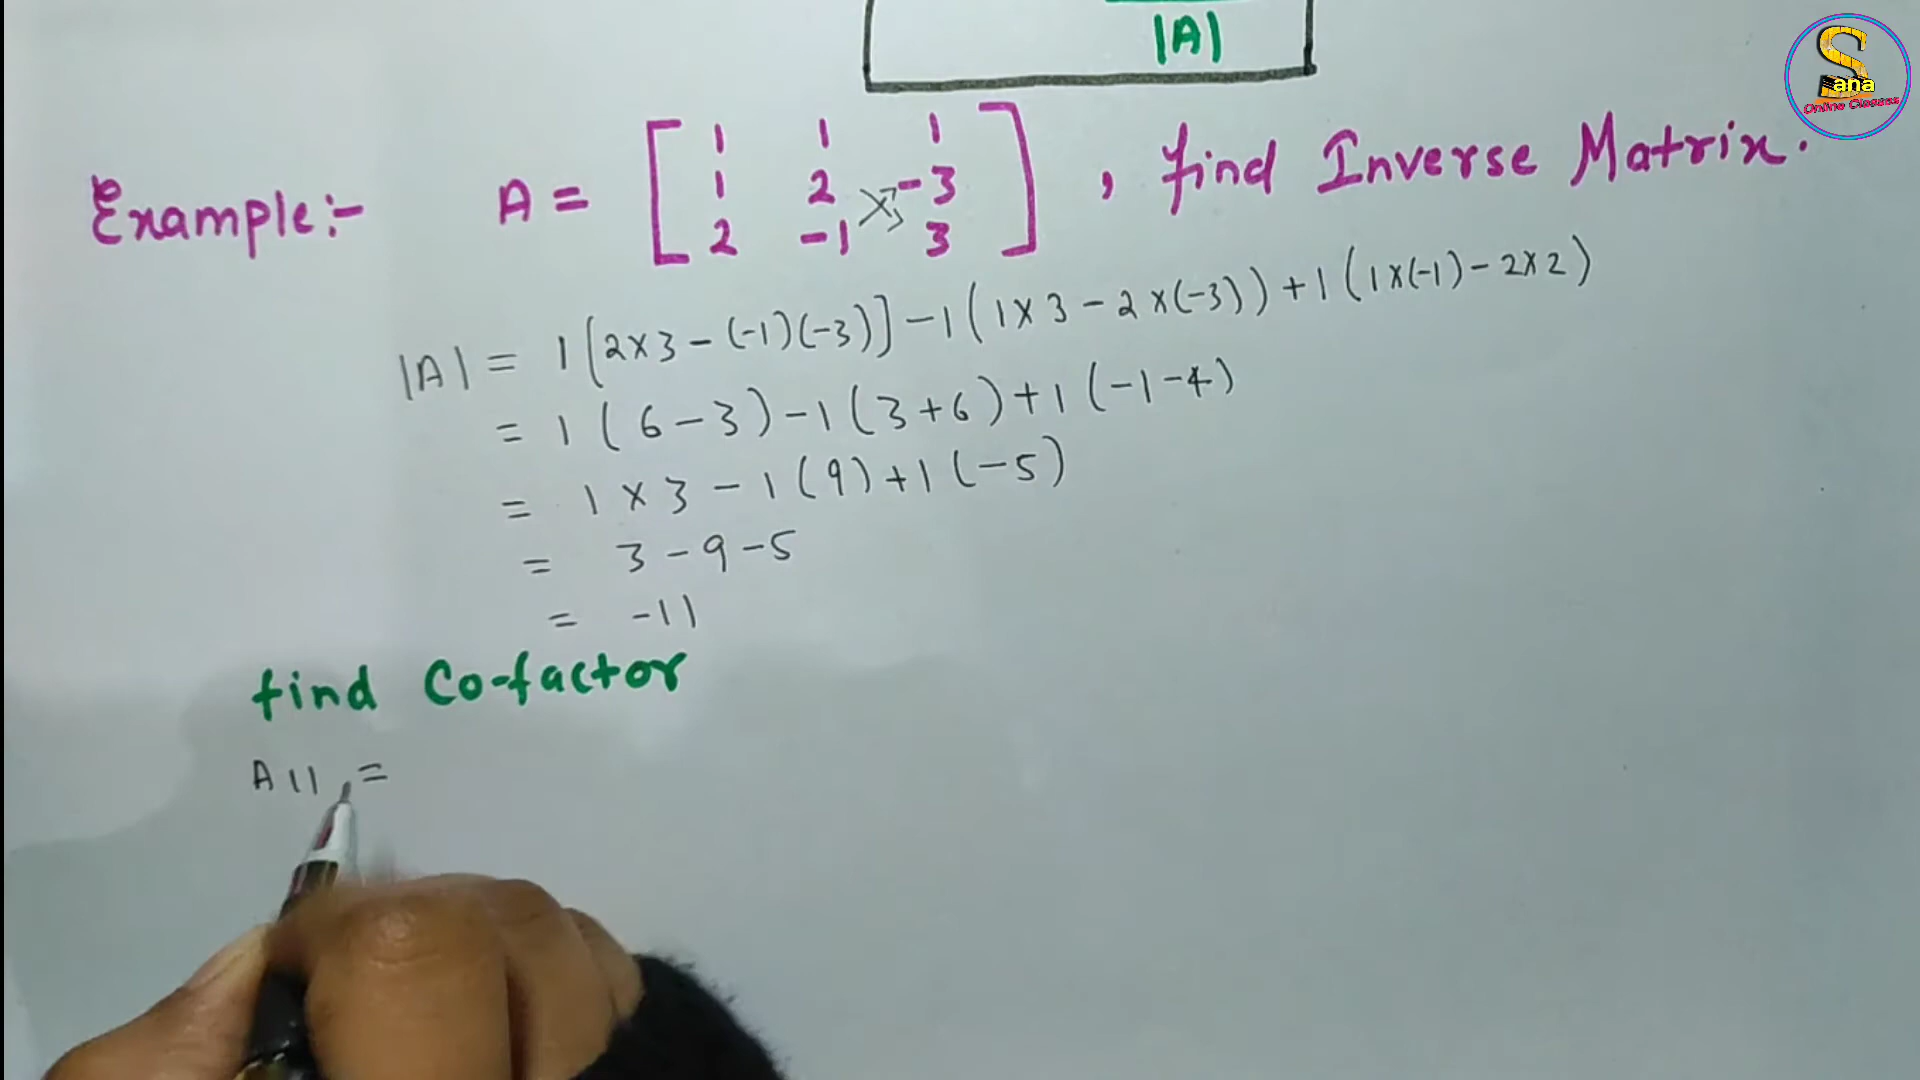 |A|
Sana
Online Classes
Example:- A = [ 1 1 1
1 2 -3
2 -1 3 ] , find Inverse Matrix.
|A| = 1[2×3-(-1)(-3)]-1(1×3-2×(-3))+1(1×(-1)-2×2)
= 1(6-3)-1(3+6)+1(-1-4)
= 1×3-1(9)+1(-5)
= 3-9-5
= -11
find Co-factor
A11 =